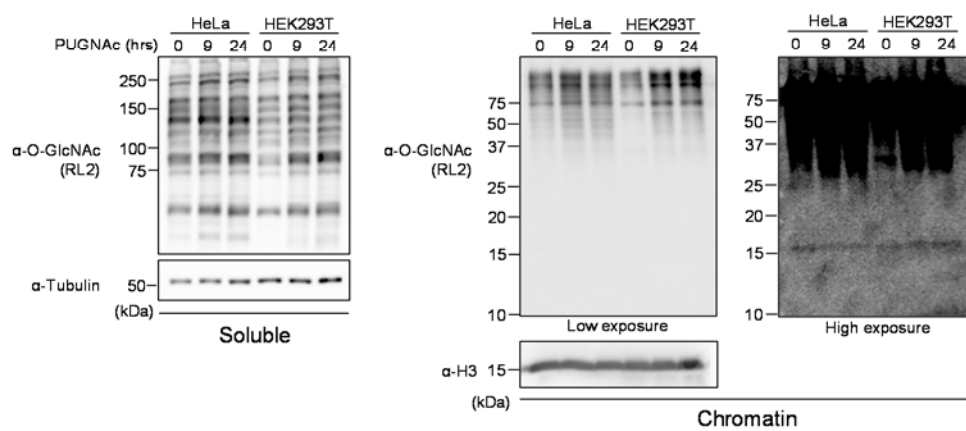 HeLa HEK293T
PUGNAc (hrs) 0 9 24 0 9 24
250
150
100
75
α-O-GlcNAc
(RL2)
α-Tubulin 50
(kDa)
Soluble
HeLa HEK293T
0 9 24 0 9 24
75
50
37
25
20
15
10
α-O-GlcNAc
(RL2)
Low exposure
α-H3 15
(kDa)
HeLa HEK293T
0 9 24 0 9 24
75
50
37
25
20
15
10
High exposure
Chromatin